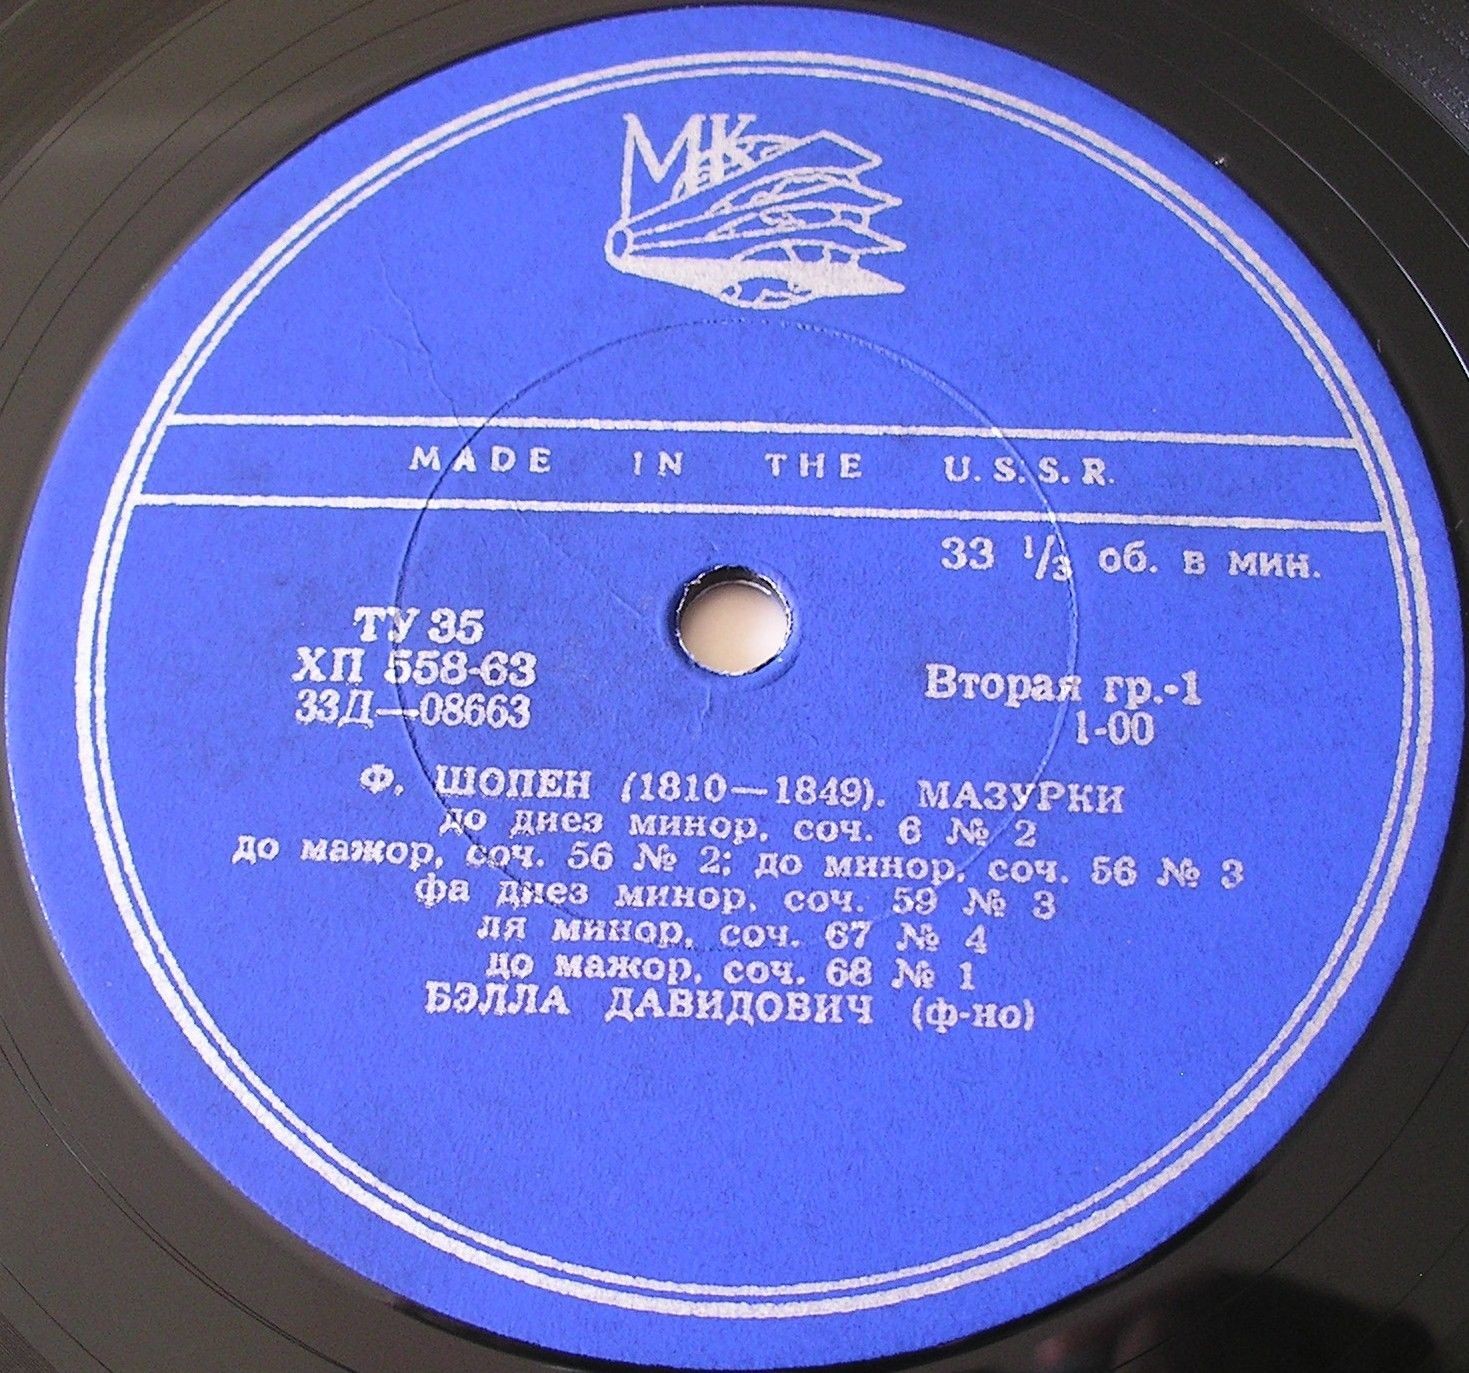 МК
MADE IN THE U.S.S.R.
33 1/3 об. в мин.
ТУ 35
ХП 558-63
33Д—08663
Вторая гр.-1
1-00
Ф. ШОПЕН (1810—1849). МАЗУРКИ
до диез минор, соч. 6 № 2
до мажор, соч. 56 № 2; до минор, соч. 56 № 3
фа диез минор, соч. 59 № 3
ля минор, соч. 67 № 4
до мажор, соч. 68 № 1
БЭЛЛА ДАВИДОВИЧ (ф-но)